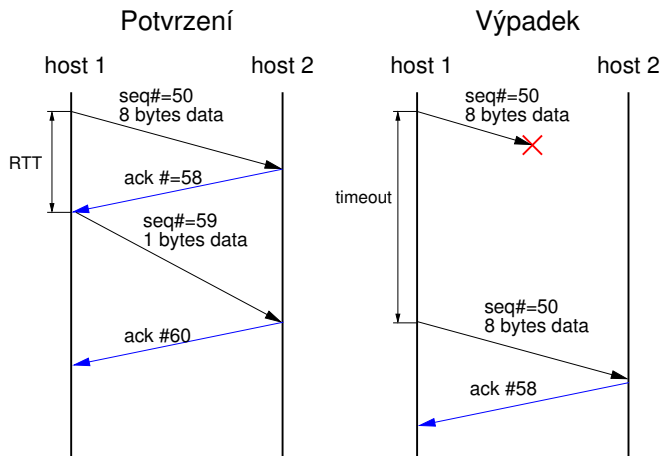 Potvrzení
host 1
host 2
seq#=50
8 bytes data
RTT
ack #=58
seq#=59
1 bytes data
ack #60
Výpadek
host 1
host 2
seq#=50
8 bytes data
timeout
seq#=50
8 bytes data
ack #58